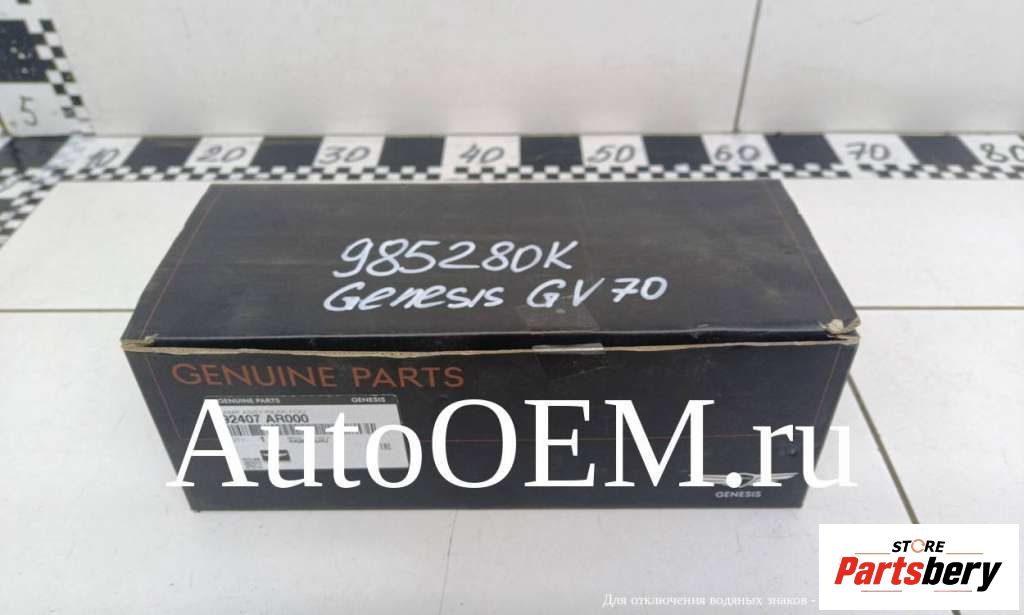 5
10 20 30 40 50 60 70 80
985280K
Genesis GV70
GENUINE PARTS
GENUINE PARTS GENESIS
92407 AR000
1
AutoOEM.ru
GENESIS
STORE
Partsbery
Для отключения водяных знаков -